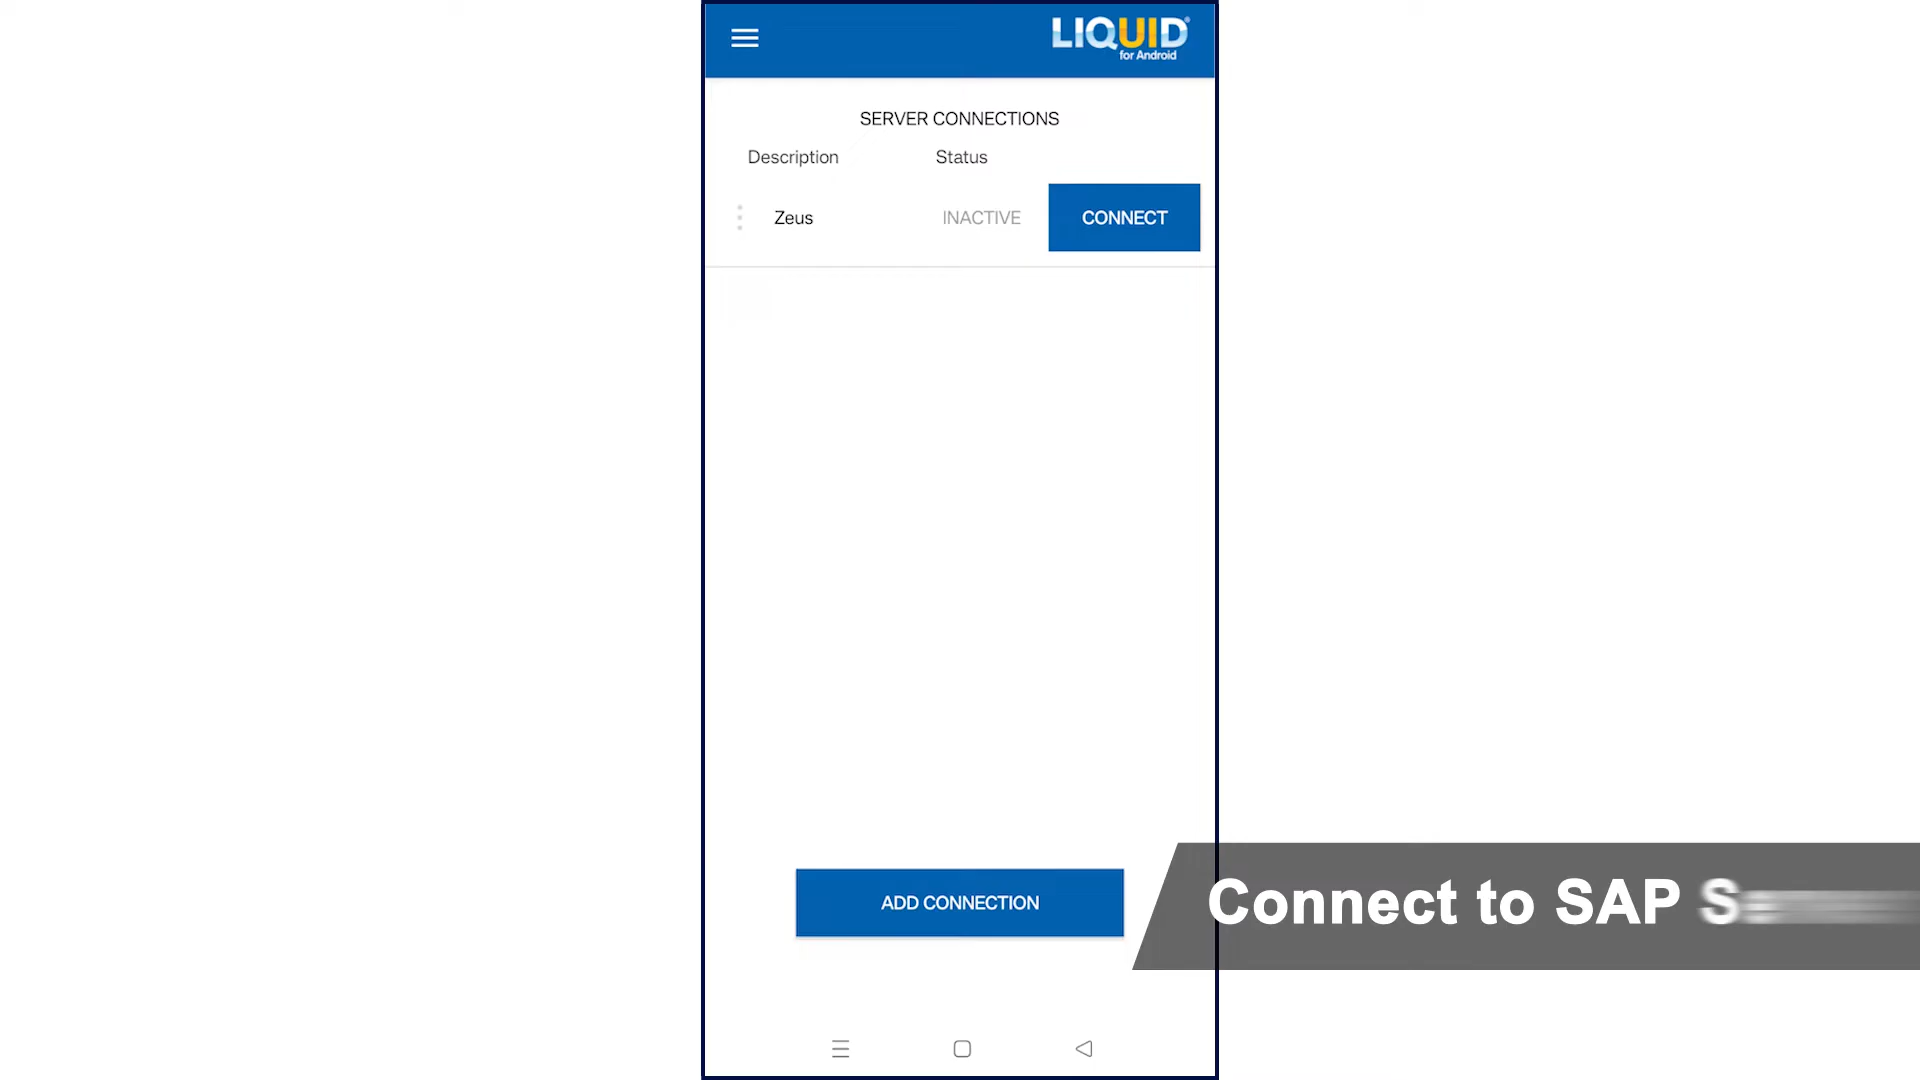 LIQUID
for Android
SERVER CONNECTIONS
Description Status
Zeus INACTIVE CONNECT
ADD CONNECTION
Connect to SAP